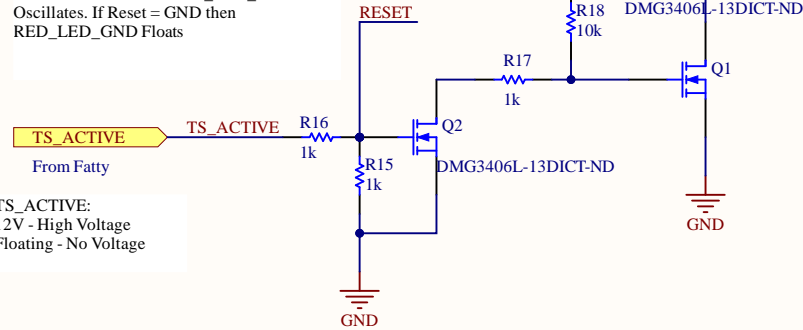 Oscillates. If Reset = GND then
RED_LED_GND Floats
RESET
R18
10k
DMG3406L-13DICT-ND
R17
1k
Q1
TS_ACTIVE
TS_ACTIVE
R16
1k
Q2
From Fatty
R15
1k
DMG3406L-13DICT-ND
TS_ACTIVE:
12V - High Voltage
Floating - No Voltage
GND
GND